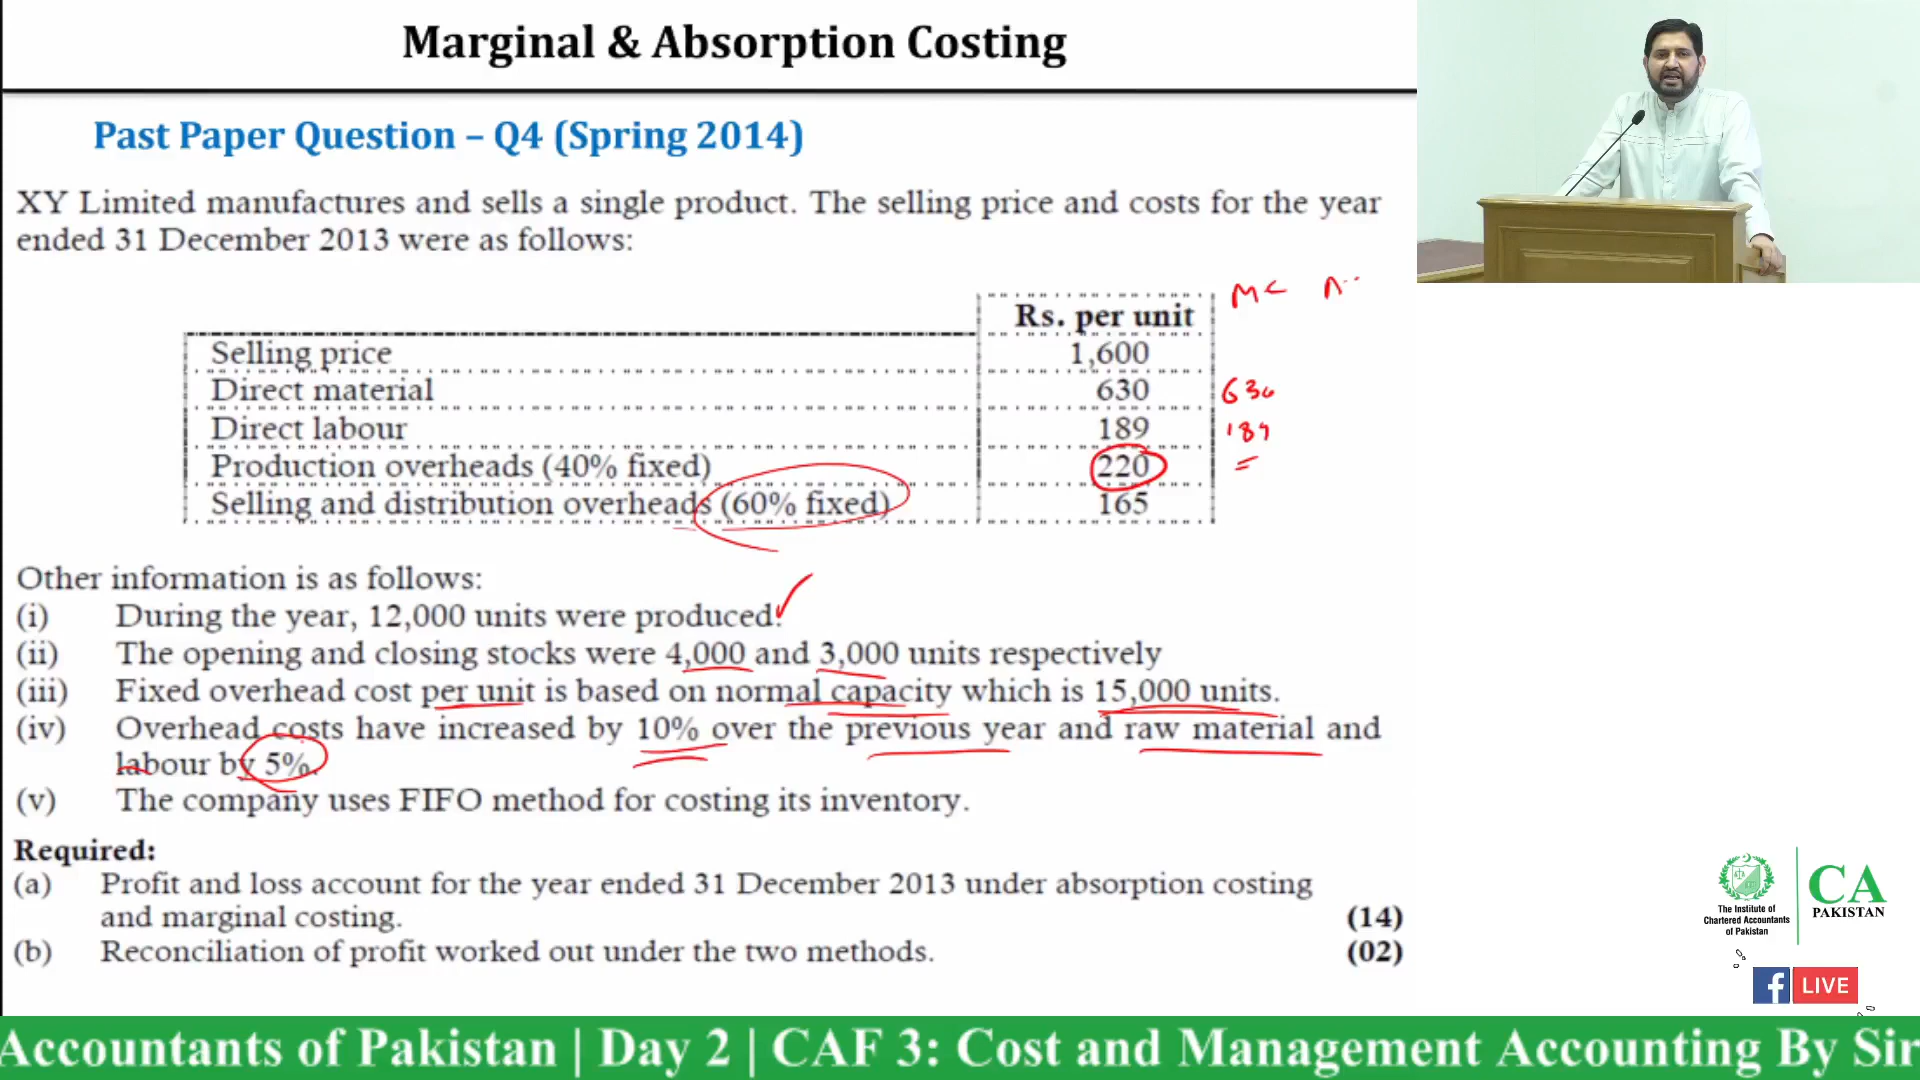 Marginal & Absorption Costing
Past Paper Question – Q4 (Spring 2014)
XY Limited manufactures and sells a single product. The selling price and costs for the year
ended 31 December 2013 were as follows:
MC
Rs. per unit
Selling price 1,600
Direct material 630 630
Direct labour 189 189
Production overheads (40% fixed) 220
Selling and distribution overheads (60% fixed) 165
Other information is as follows:
(i) During the year, 12,000 units were produced.
(ii) The opening and closing stocks were 4,000 and 3,000 units respectively
(iii) Fixed overhead cost per unit is based on normal capacity which is 15,000 units.
(iv) Overhead costs have increased by 10% over the previous year and raw material and
labour by 5%.
(v) The company uses FIFO method for costing its inventory.
Required:
(a) Profit and loss account for the year ended 31 December 2013 under absorption costing
and marginal costing. (14)
(b) Reconciliation of profit worked out under the two methods. (02)
The Institute of
Chartered Accountants
of Pakistan
CA
PAKISTAN
f LIVE
Accountants of Pakistan | Day 2 | CAF 3: Cost and Management Accounting By Sir